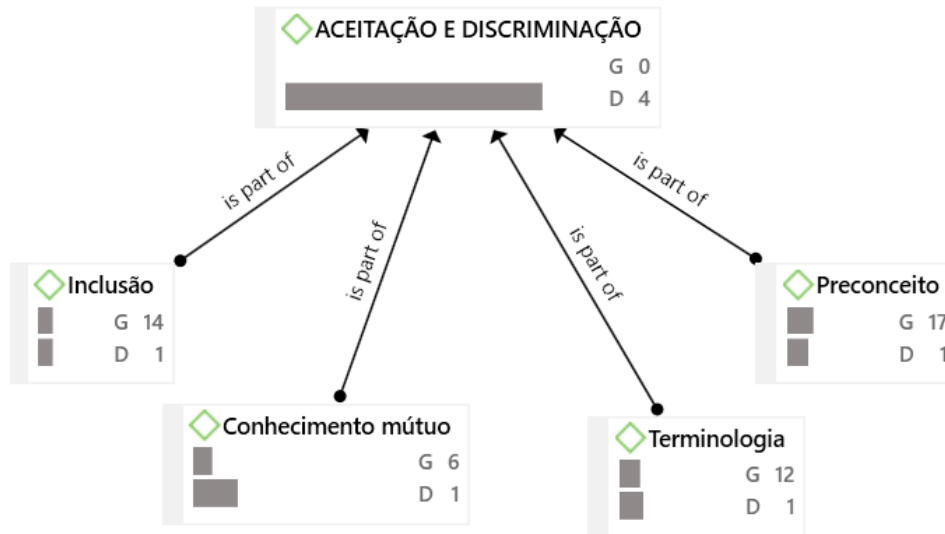 ACEITAÇÃO E DISCRIMINAÇÃO
G 0
D 4
is part of
is part of
is part of
is part of
Inclusão
G 14
D 1
Preconceito
G 17
D 1
Conhecimento mútuo
G 6
D 1
Terminologia
G 12
D 1